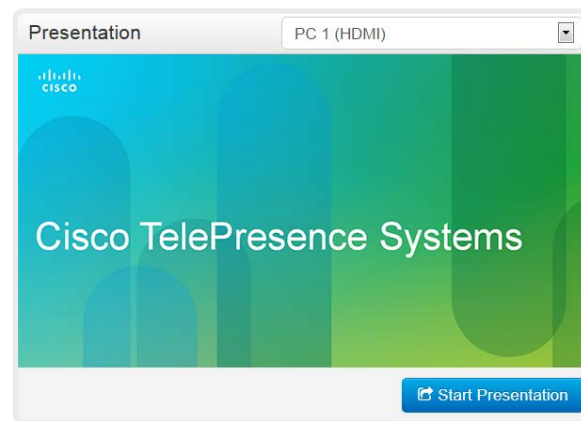 Presentation
PC 1 (HDMI)
CISCO
Cisco TelePresence Systems
Start Presentation